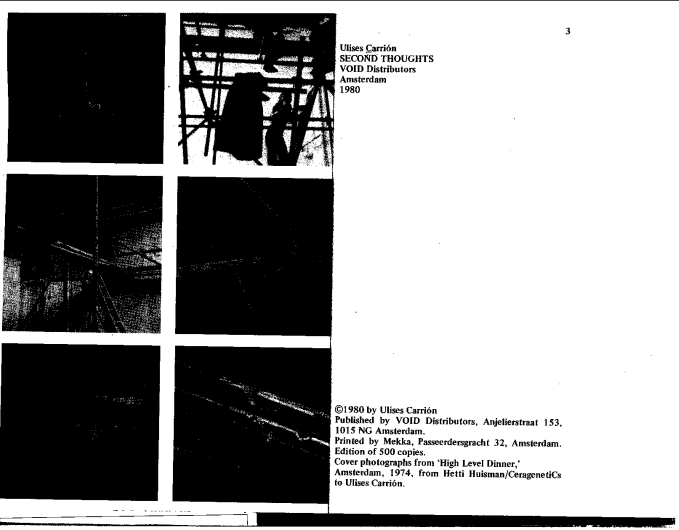 3
Ulises Carrión
SECOND THOUGHTS
VOID Distributors
Amsterdam
1980
©1980 by Ulises Carrión
Published by VOID Distributors, Anjelierstraat 153,
1015 NG Amsterdam.
Printed by Mekka, Passeerdersgracht 32, Amsterdam.
Edition of 500 copies.
Cover photographs from 'High Level Dinner,'
Amsterdam, 1974, from Hetti Huisman/CeragenetiCs
to Ulises Carrión.